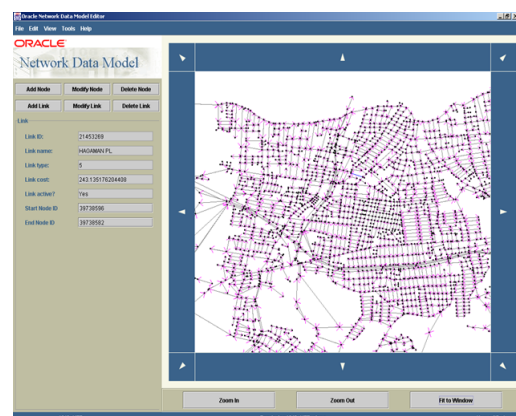 Oracle Network Data Model Editor
File Edit View Tools Help
ORACLE
Network Data Model
Add Node Modify Node Delete Node
Add Link Modify Link Delete Link
Link
Link ID: 21453269
Link name: HAGAMAN PL
Link type: 5
Link cost: 243.135176204400
Link active? Yes
Start Node ID 39738596
End Node ID 39738582
Zoom In Zoom Out Fit to Window